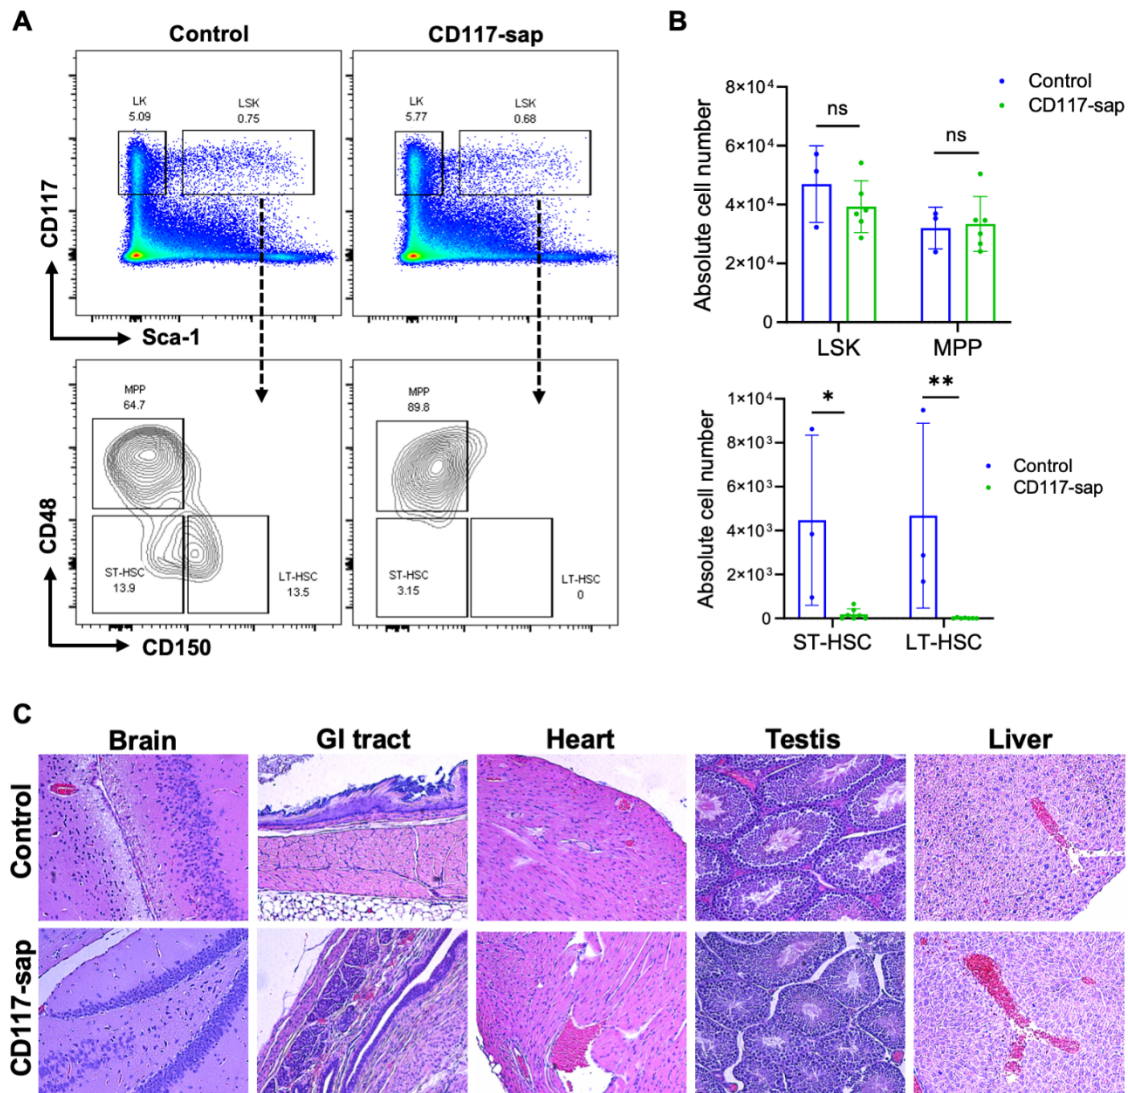 A
Control
CD117-sap
LK
5.09
LSK
0.75
LK
5.77
LSK
0.68
CD117
Sca-1
MPP
64.7
ST-HSC
13.9
LT-HSC
13.5
MPP
89.8
ST-HSC
3.15
LT-HSC
0
CD48
CD150
B
Control
CD117-sap
Absolute cell number
8×10⁴
6×10⁴
4×10⁴
2×10⁴
0
ns
ns
LSK
MPP
Control
CD117-sap
Absolute cell number
1×10⁴
8×10³
6×10³
4×10³
2×10³
0
*
**
ST-HSC
LT-HSC
C
Brain
GI tract
Heart
Testis
Liver
Control
CD117-sap